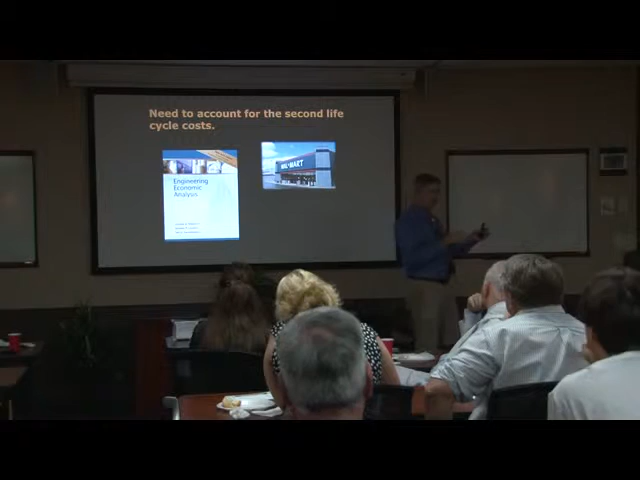 Need to account for the second life
cycle costs.
Engineering
Economic
Analysis
WAL★MART